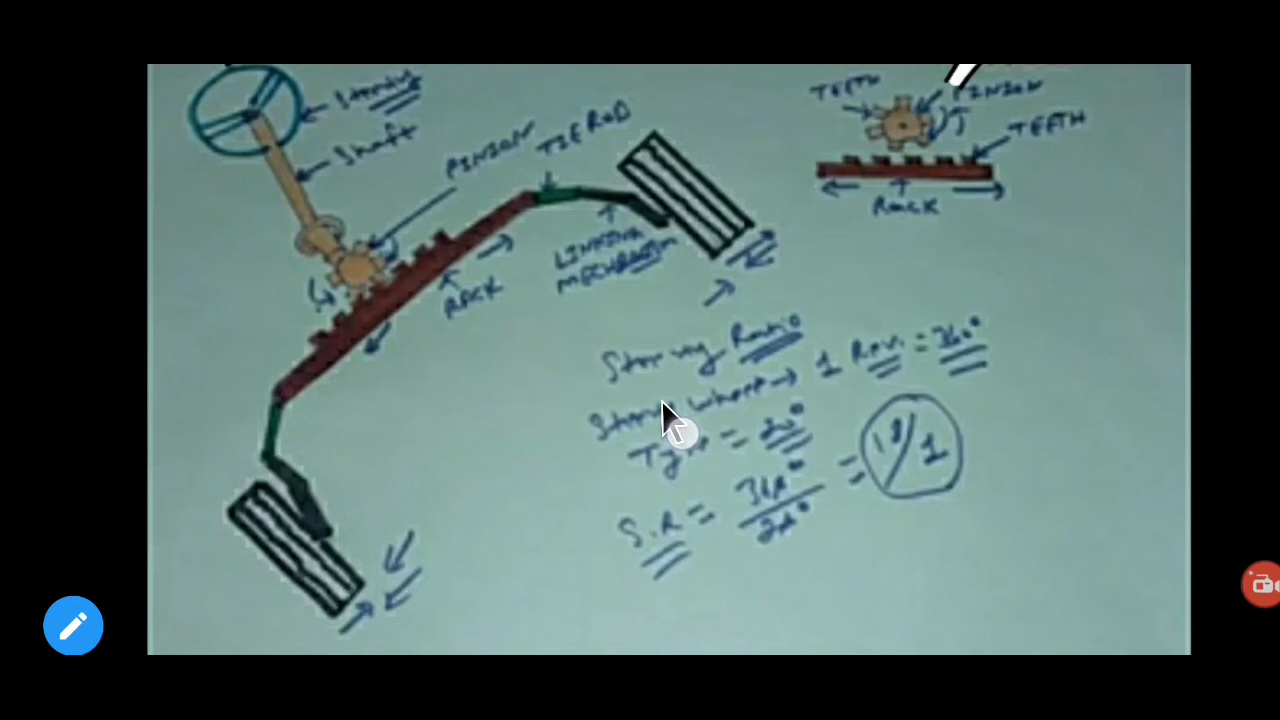 Steering
Shaft
PINION
TIE ROD
LINKING
MECHANISM
RACK
TEETH
PINION
TEETH
RACK
Steering Ratio
Steering Wheel → 1 Rev. = 360°
Tyre = 20°
S.R = 360°/20° = 18/1